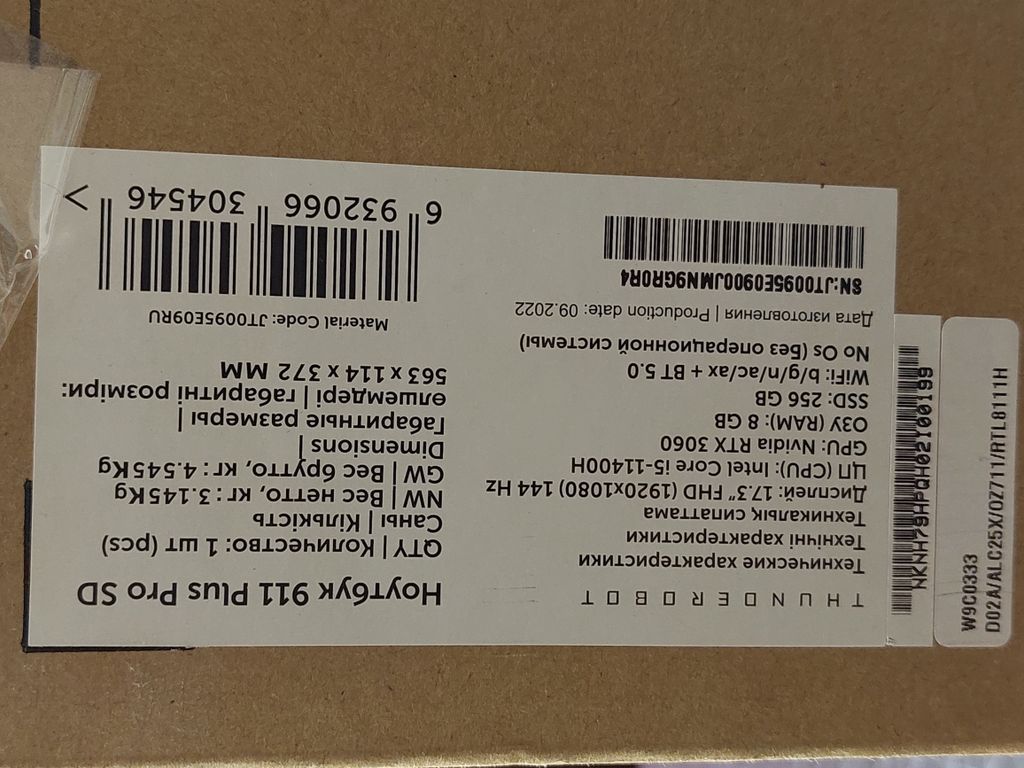 THUNDEROBOT
Технические характеристики
Технічні характеристики
Техникалық сипаттама
Дисплей: 17.3" FHD (1920x1080) 144 Hz
ЦП (CPU): Intel Core i5-11400H
GPU: Nvidia RTX 3060
ОЗУ (RAM): 8 GB
SSD: 256 GB
WiFi: b/g/n/ac/ax + BT 5.0
No Os (Без операционной системы)
Дата изготовления | Production date: 09.2022
SN:JT0095E0900JMN9GR0R4
Ноутбук 911 Plus Pro SD
QTY | Количество: 1 шт (pcs)
Саны | Кількість
NW | Вес нетто, кг : 3.145Kg
GW | Вес брутто, кг : 4.545Kg
Dimensions |
Габаритные размеры |
өлшемдері | габаритні розміри:
563 x 114 x 372 MM
Material Code: JT0095E09RU
6 932066 304546 >
NKNNH79HPQH02Y00199
W9C0333
D02A/ALC25X/OZ711/RTL8111H